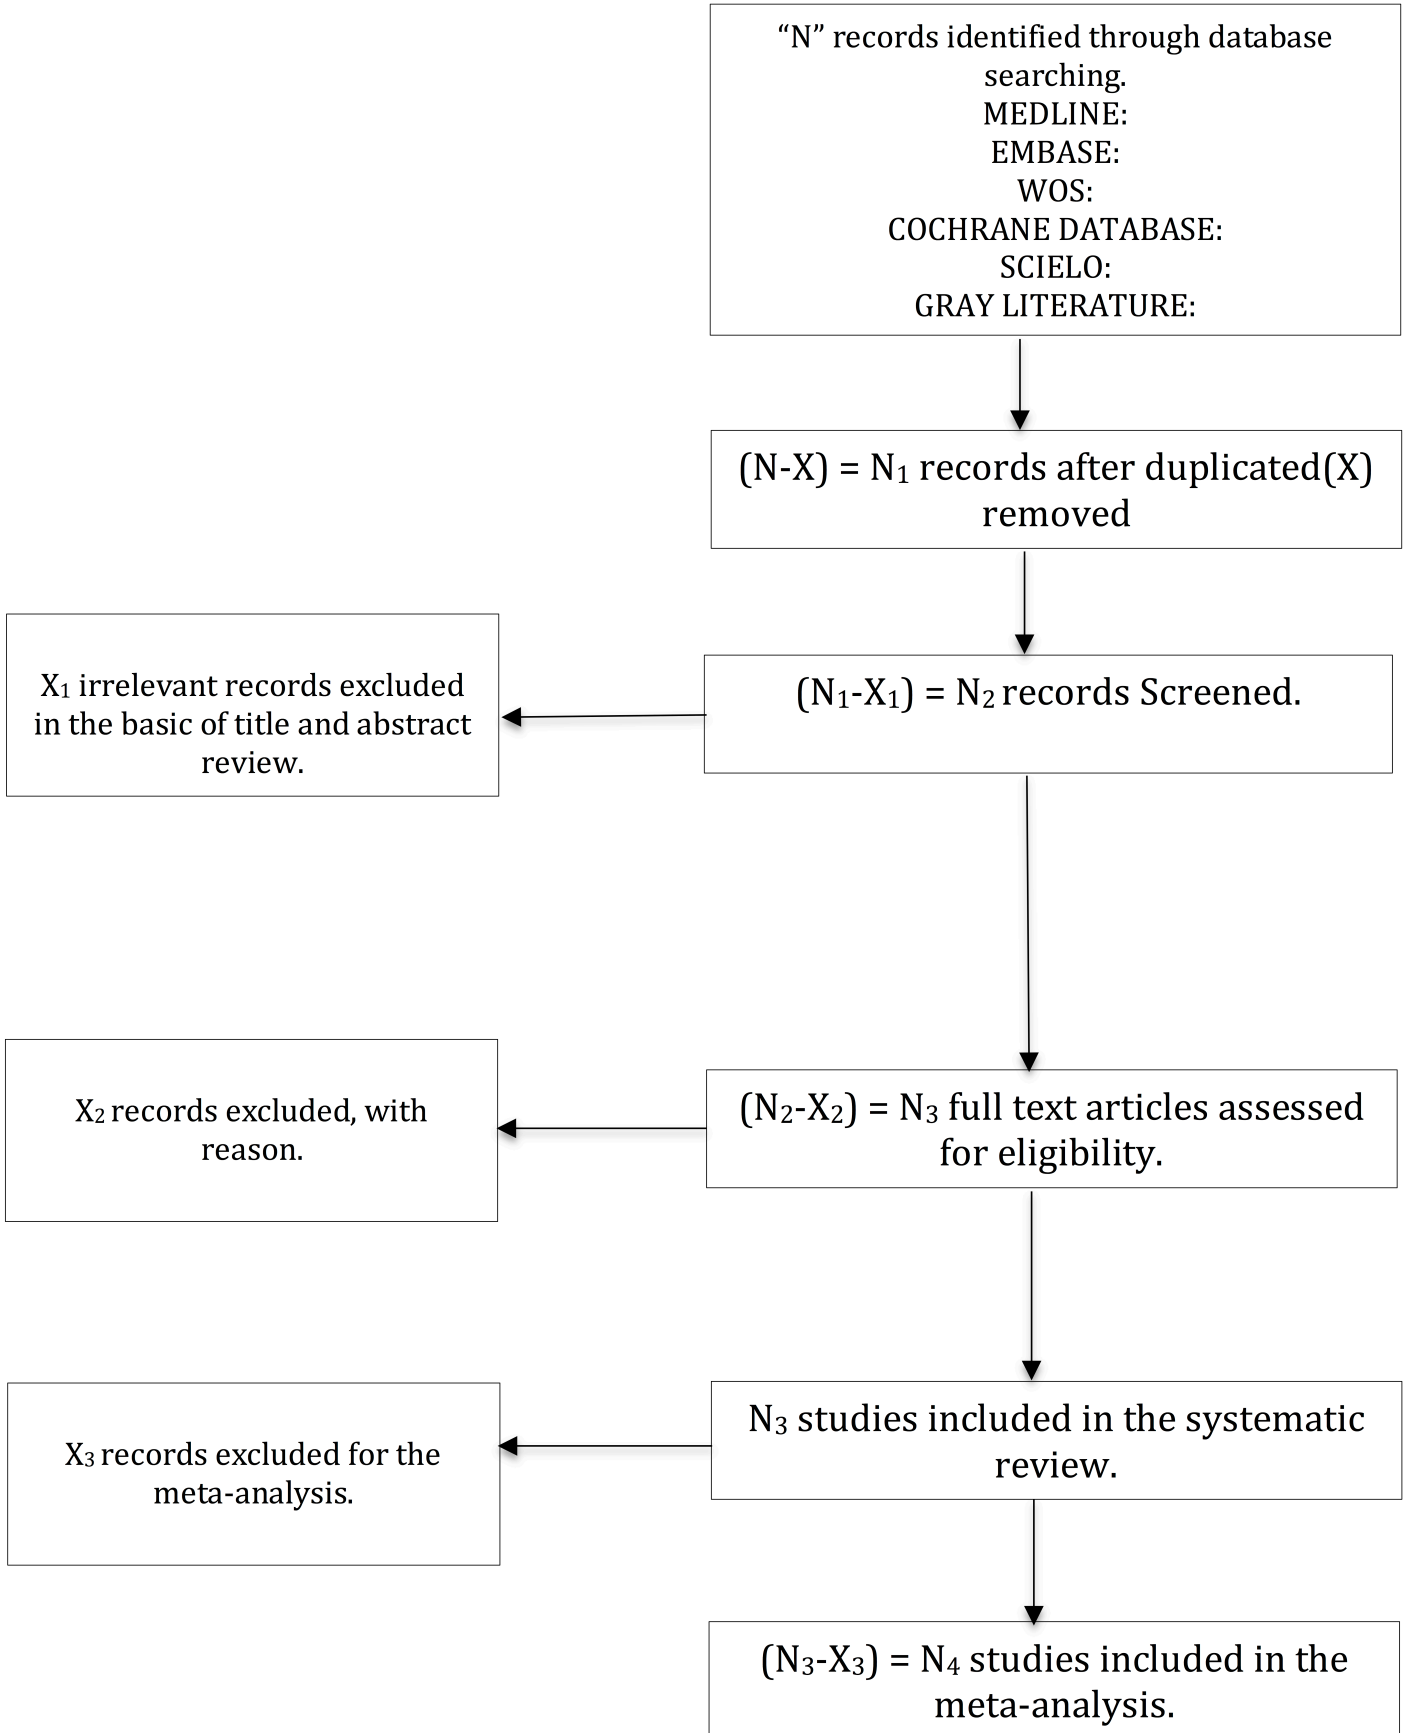 “N” records identified through database
searching.
MEDLINE:
EMBASE:
WOS:
COCHRANE DATABASE:
SCIELO:
GRAY LITERATURE:
(N-X) = N₁ records after duplicated(X)
removed
X₁ irrelevant records excluded
in the basic of title and abstract
review.
(N₁-X₁) = N₂ records Screened.
X₂ records excluded, with
reason.
(N₂-X₂) = N₃ full text articles assessed
for eligibility.
X₃ records excluded for the
meta-analysis.
N₃ studies included in the systematic
review.
(N₃-X₃) = N₄ studies included in the
meta-analysis.